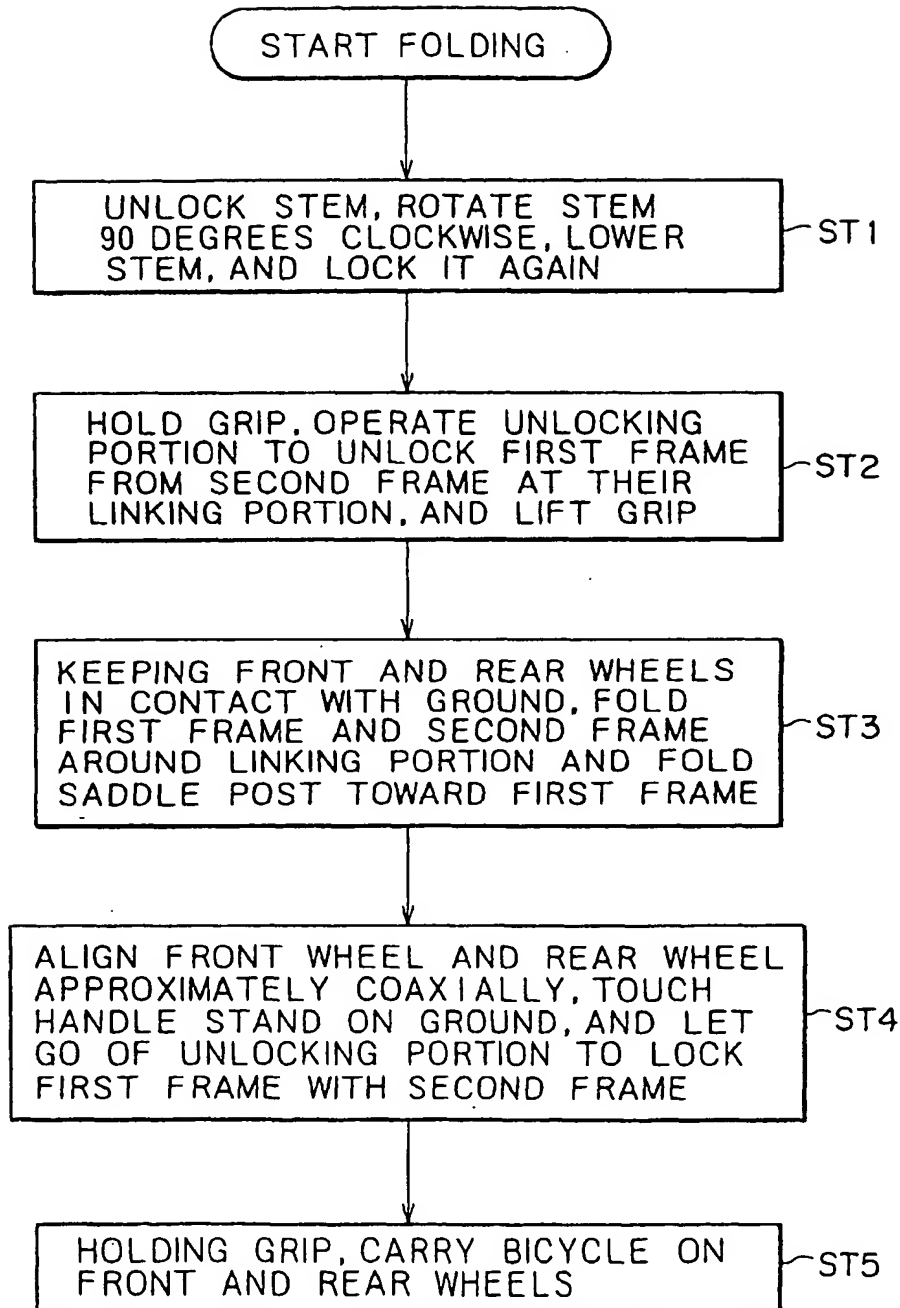 START FOLDING
UNLOCK STEM, ROTATE STEM
90 DEGREES CLOCKWISE, LOWER
STEM, AND LOCK IT AGAIN
ST1
HOLD GRIP, OPERATE UNLOCKING
PORTION TO UNLOCK FIRST FRAME
FROM SECOND FRAME AT THEIR
LINKING PORTION, AND LIFT GRIP
ST2
KEEPING FRONT AND REAR WHEELS
IN CONTACT WITH GROUND, FOLD
FIRST FRAME AND SECOND FRAME
AROUND LINKING PORTION AND FOLD
SADDLE POST TOWARD FIRST FRAME
ST3
ALIGN FRONT WHEEL AND REAR WHEEL
APPROXIMATELY COAXIALLY, TOUCH
HANDLE STAND ON GROUND, AND LET
GO OF UNLOCKING PORTION TO LOCK
FIRST FRAME WITH SECOND FRAME
ST4
HOLDING GRIP, CARRY BICYCLE ON
FRONT AND REAR WHEELS
ST5